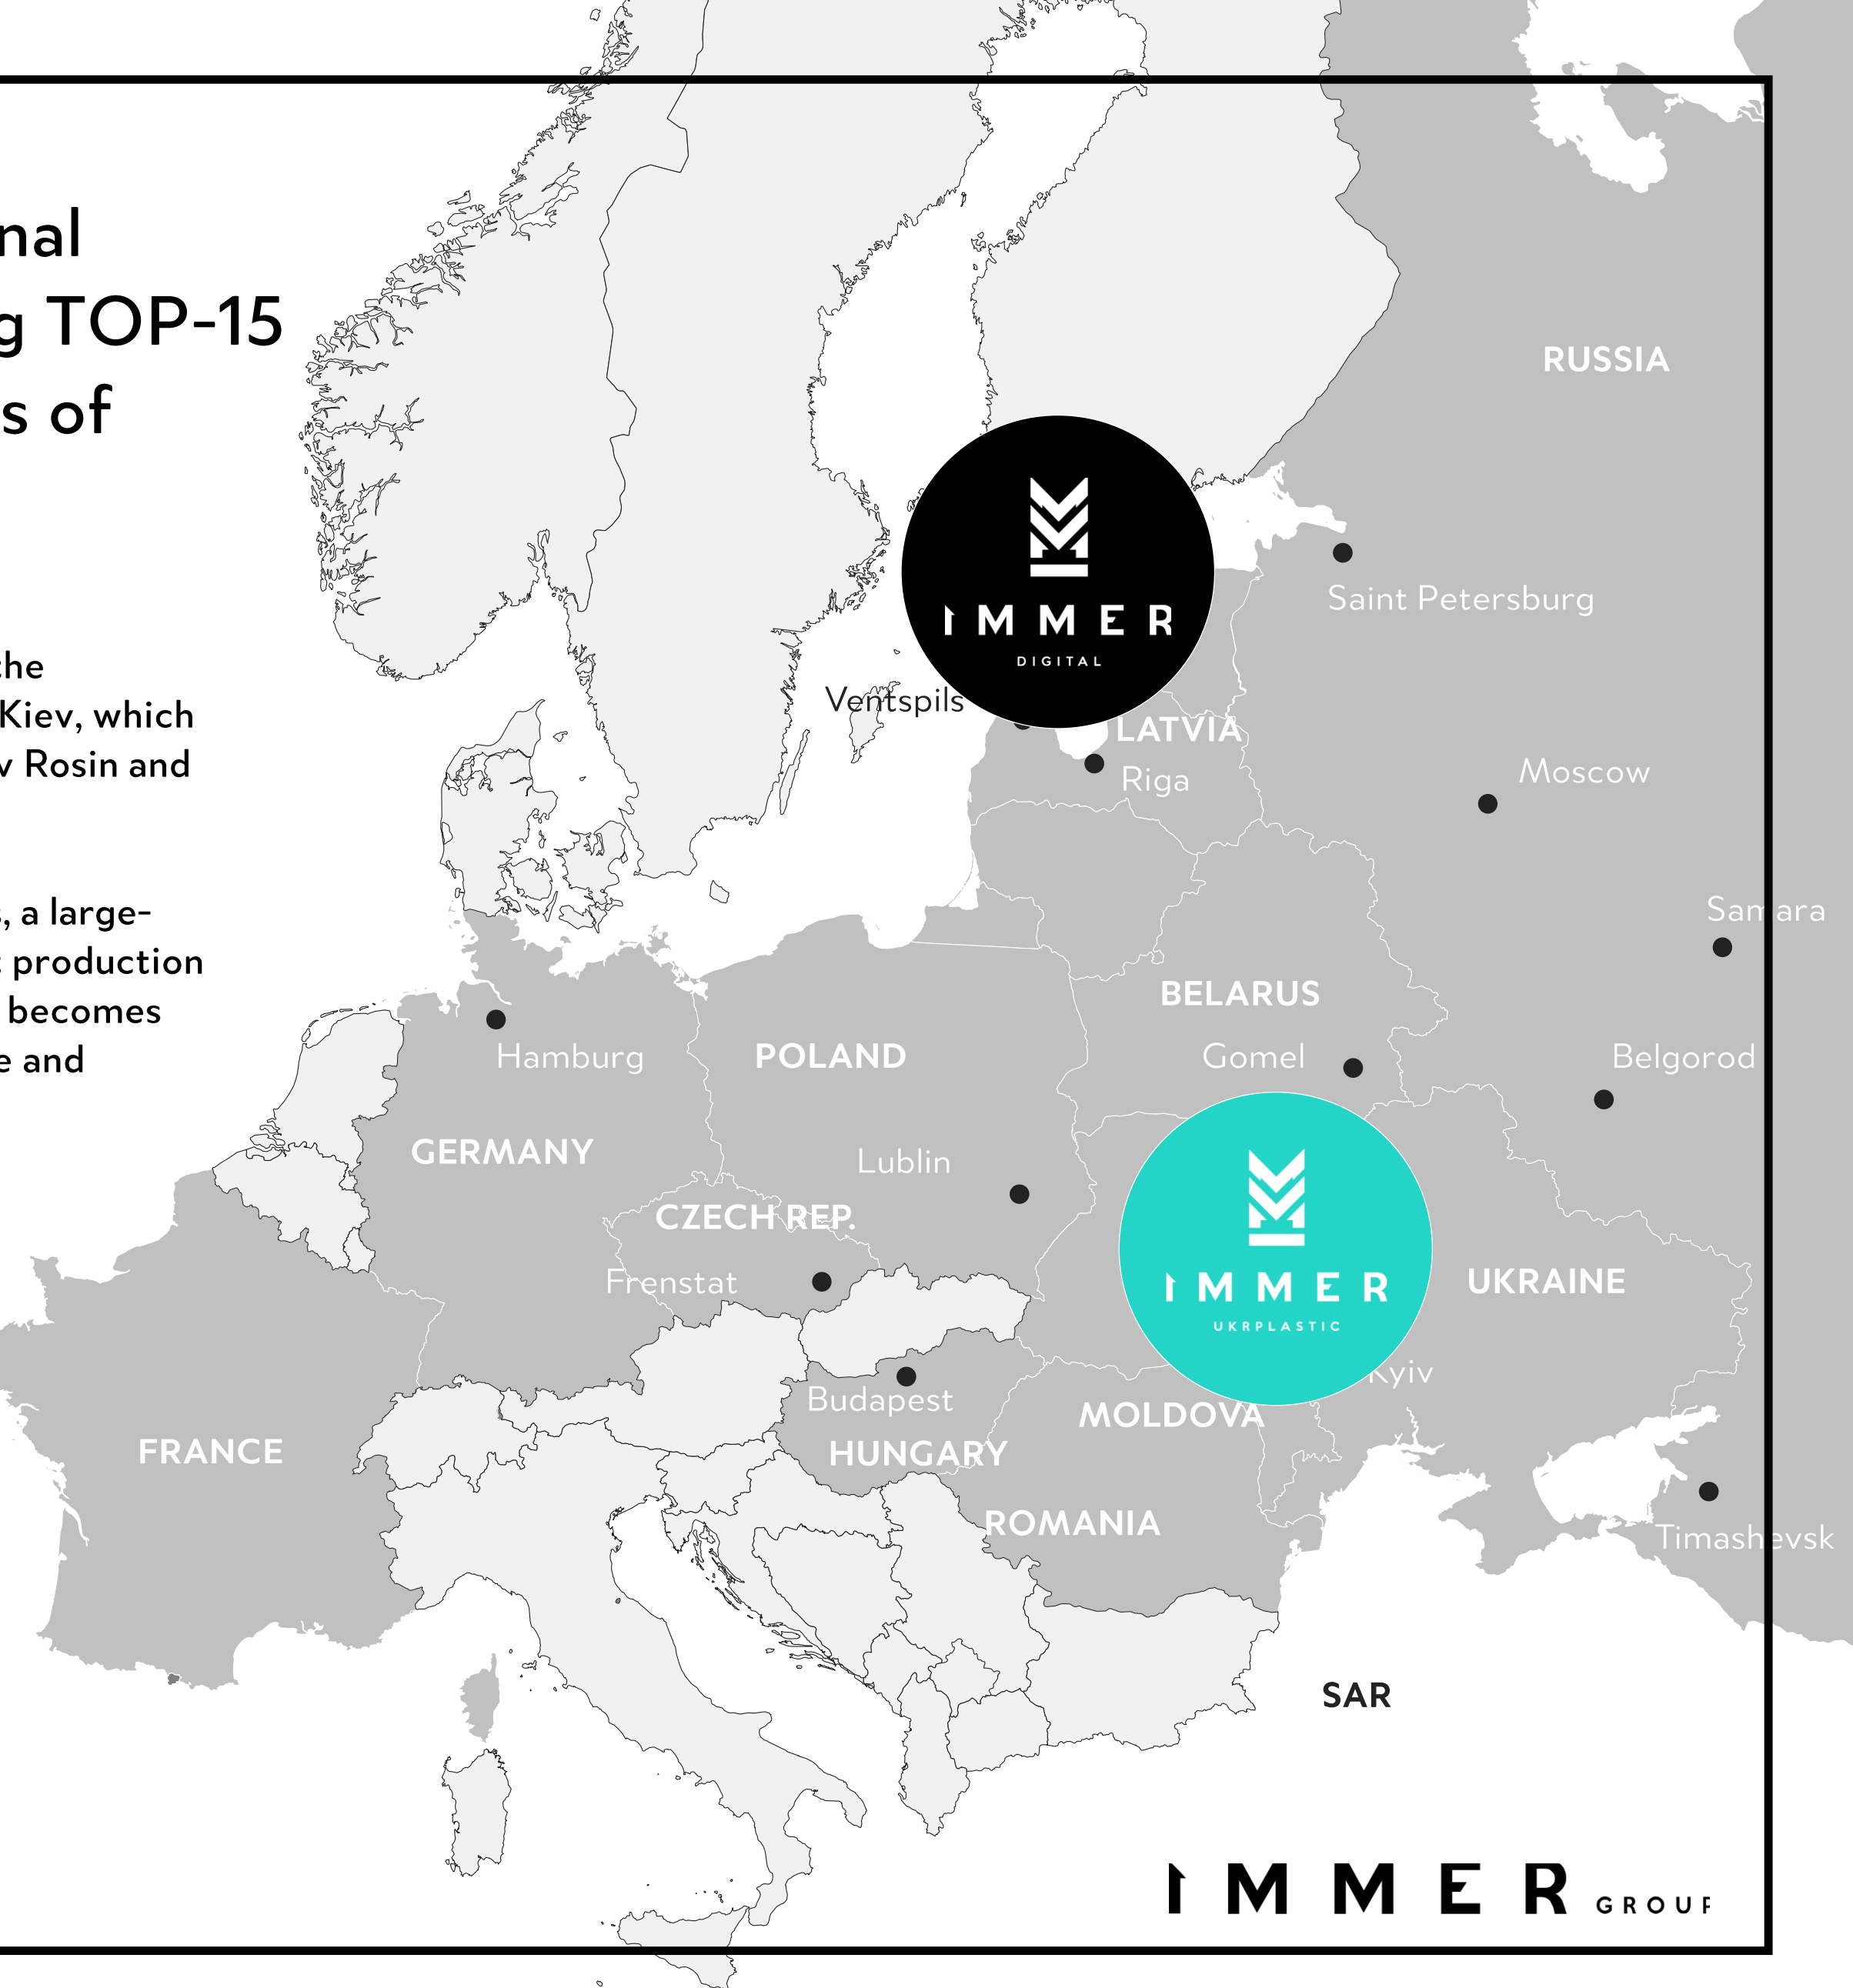 nal
g TOP-15
s of
the
Kiev, which
v Rosin and
s, a large-
t production
becomes
e and
RUSSIA
IMMER
DIGITAL
Saint Petersburg
Ventspils
LATVIA
Riga
Moscow
Samara
BELARUS
Gomel
Belgorod
Hamburg
POLAND
GERMANY
Lublin
CZECH REP.
Frenstat
IMMER
UKRPLASTIC
UKRAINE
Kyiv
Budapest
MOLDOVA
HUNGARY
FRANCE
ROMANIA
Timashevsk
SAR
IMMER GROUP